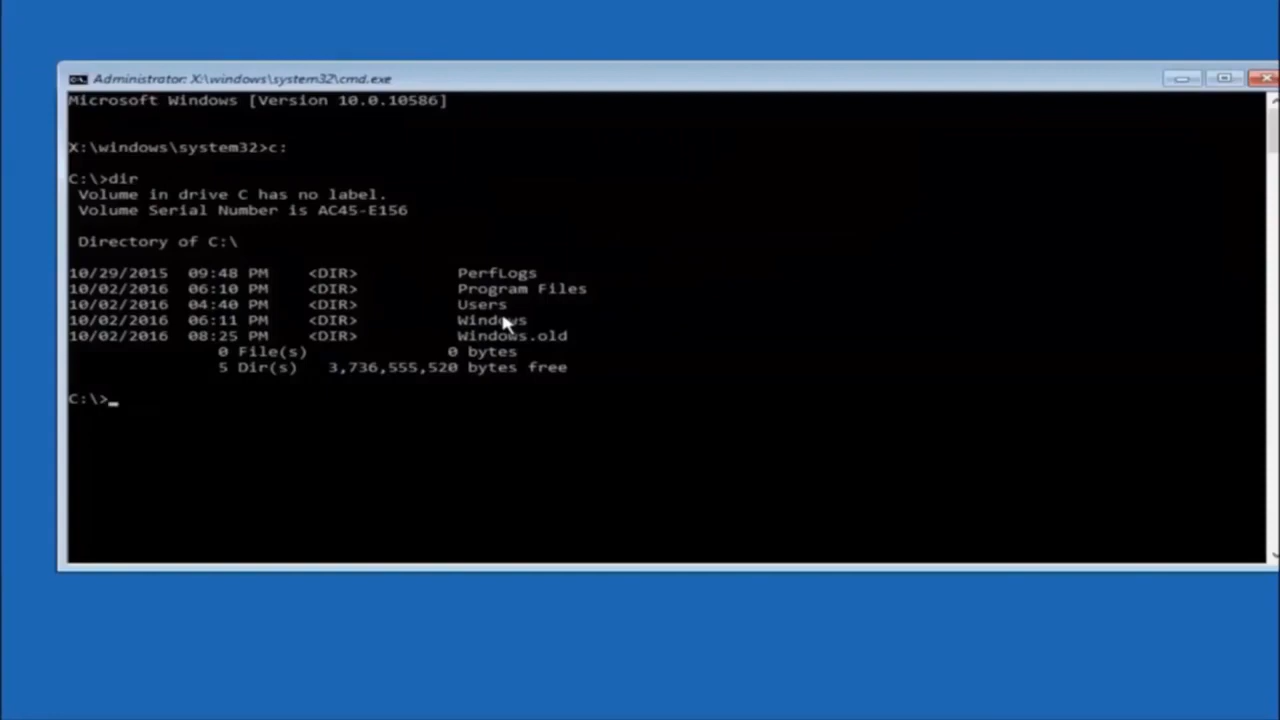 Administrator: X:\windows\system32\cmd.exe
Microsoft Windows [Version 10.0.10586]
X:\windows\system32>c:
C:\>dir
Volume in drive C has no label.
Volume Serial Number is AC45-E156
Directory of C:\
10/29/2015 09:48 PM <DIR> PerfLogs
10/02/2016 06:10 PM <DIR> Program Files
10/02/2016 04:40 PM <DIR> Users
10/02/2016 06:11 PM <DIR> Windows
10/02/2016 08:25 PM <DIR> Windows.old
0 File(s) 0 bytes
5 Dir(s) 3,736,555,520 bytes free
C:\>_